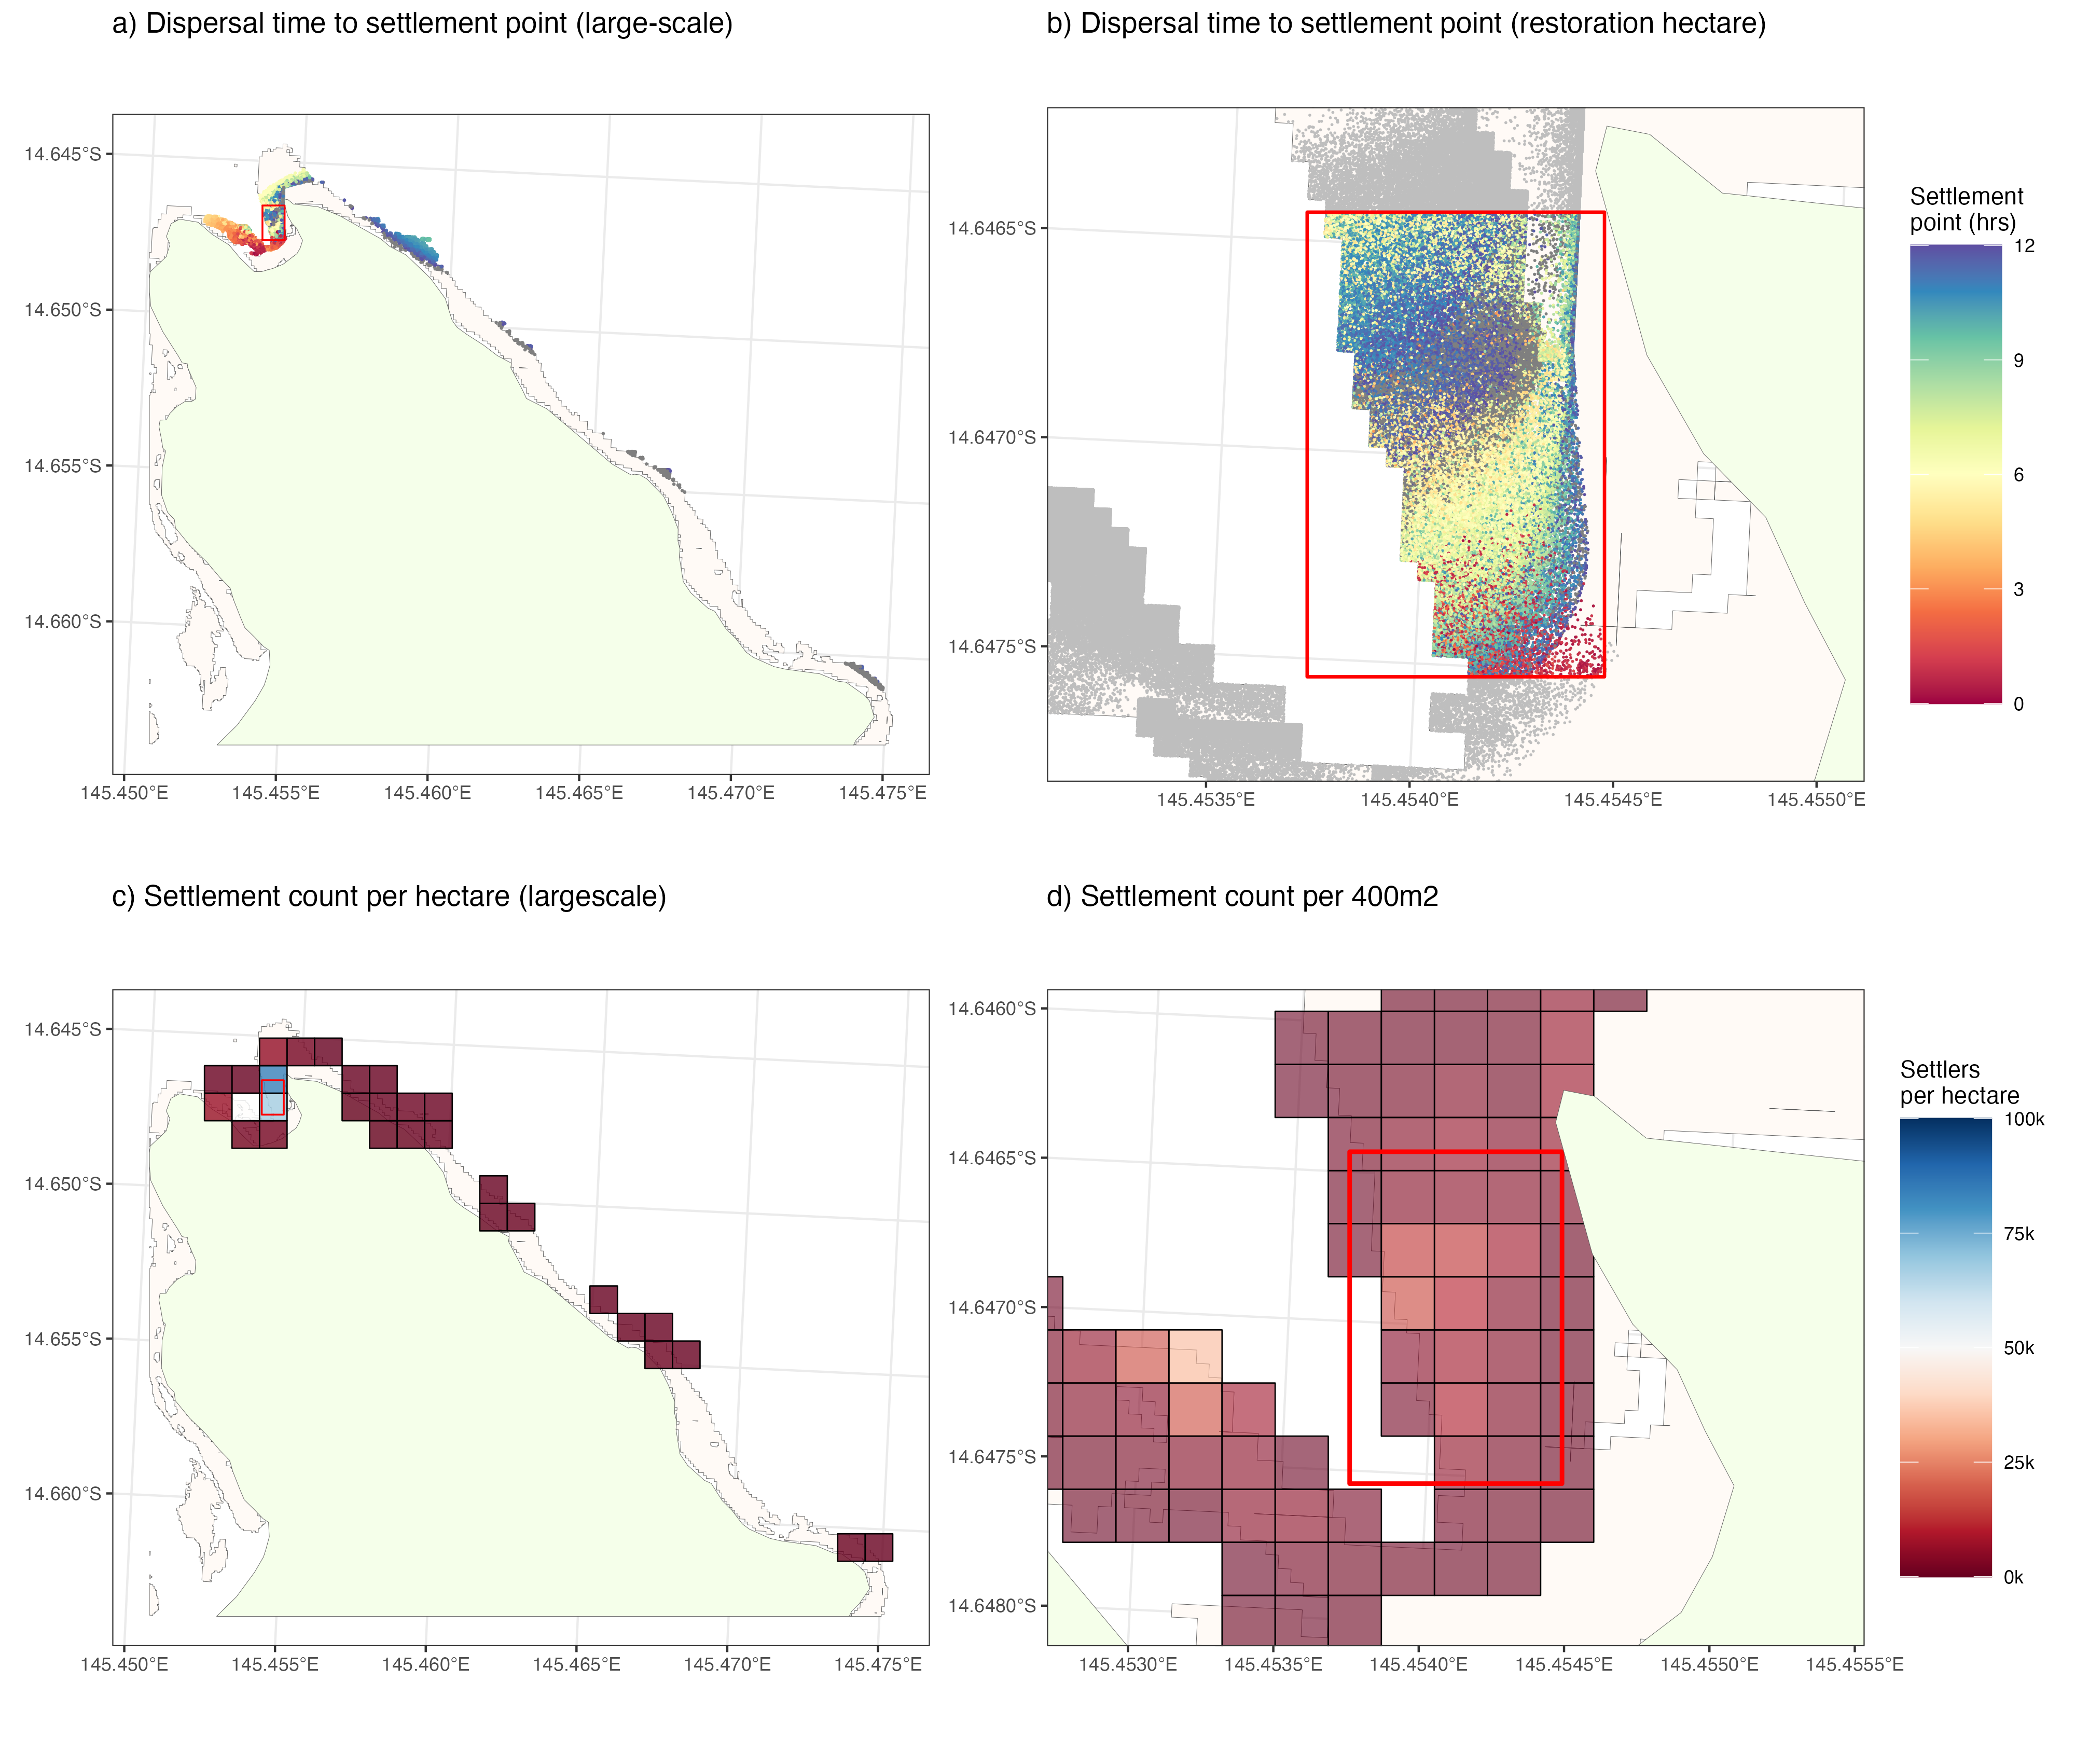 a) Dispersal time to settlement point (large-scale)
b) Dispersal time to settlement point (restoration hectare)
14.645°S
14.650°S
14.655°S
14.660°S
145.450°E 145.455°E 145.460°E 145.465°E 145.470°E 145.475°E
14.6465°S
14.6470°S
14.6475°S
145.4535°E 145.4540°E 145.4545°E 145.4550°E
Settlement
point (hrs)
12
9
6
3
0
c) Settlement count per hectare (largescale)
d) Settlement count per 400m2
14.645°S
14.650°S
14.655°S
14.660°S
145.450°E 145.455°E 145.460°E 145.465°E 145.470°E 145.475°E
14.6460°S
14.6465°S
14.6470°S
14.6475°S
14.6480°S
145.4530°E 145.4535°E 145.4540°E 145.4545°E 145.4550°E 145.4555°E
Settlers
per hectare
100k
75k
50k
25k
0k